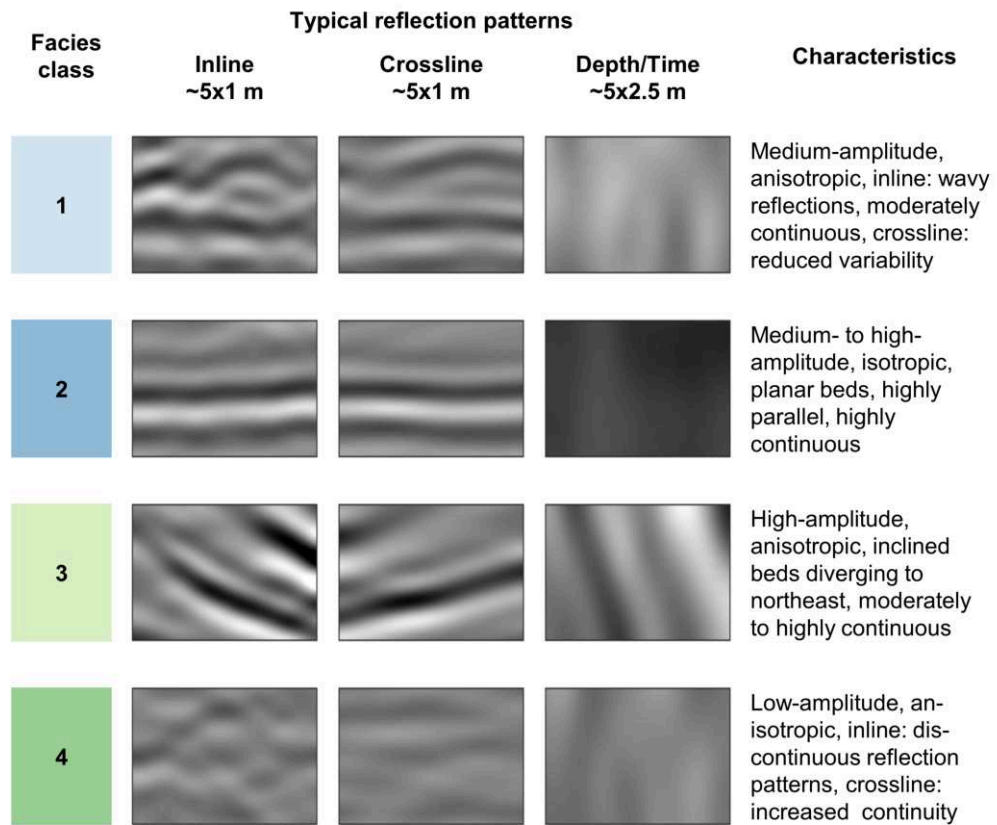 Typical reflection patterns
Facies
class
Inline
~5x1 m
Crossline
~5x1 m
Depth/Time
~5x2.5 m
Characteristics
1
Medium-amplitude,
anisotropic, inline: wavy
reflections, moderately
continuous, crossline:
reduced variability
2
Medium- to high-
amplitude, isotropic,
planar beds, highly
parallel, highly
continuous
3
High-amplitude,
anisotropic, inclined
beds diverging to
northeast, moderately
to highly continuous
4
Low-amplitude, an-
isotropic, inline: dis-
continuous reflection
patterns, crossline:
increased continuity